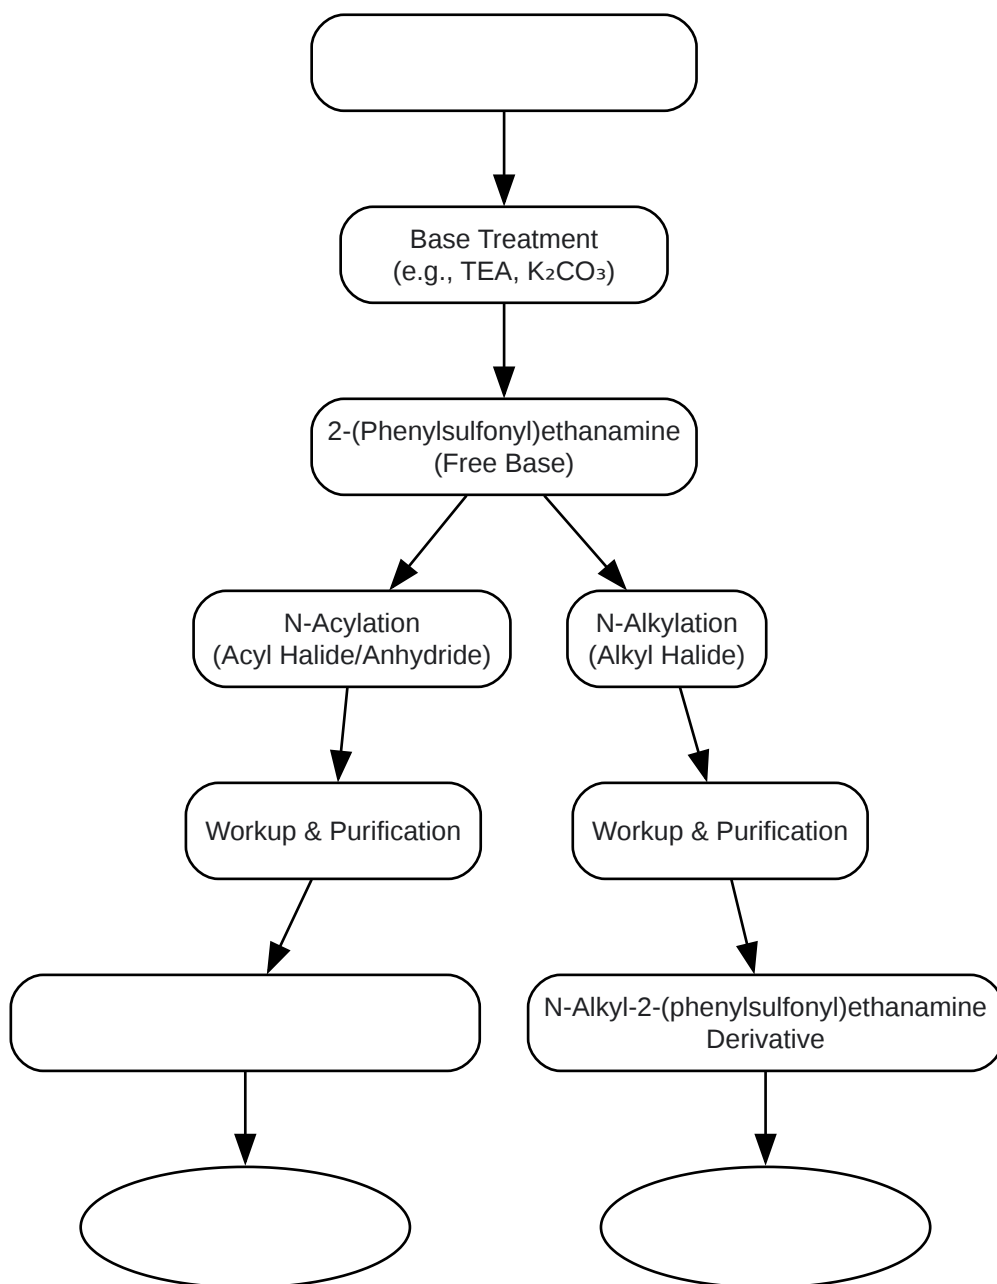 Base Treatment
(e.g., TEA, K₂CO₃)
2-(Phenylsulfonyl)ethanamine
(Free Base)
N-Acylation
(Acyl Halide/Anhydride)
N-Alkylation
(Alkyl Halide)
Workup & Purification
Workup & Purification
N-Alkyl-2-(phenylsulfonyl)ethanamine
Derivative